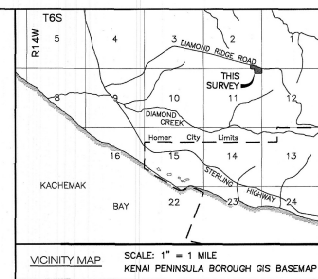 T6S
R14W
5 4 3 2 1
DIAMOND RIDGE ROAD
THIS
SURVEY
8 9 10 11 12
DIAMOND
CREEK
Homer City Limits
16 15 14 13
STERLING HIGHWAY
KACHEMAK
BAY
22 23 24
VICINITY MAP
SCALE: 1" = 1 MILE
KENAI PENINSULA BOROUGH GIS BASEMAP